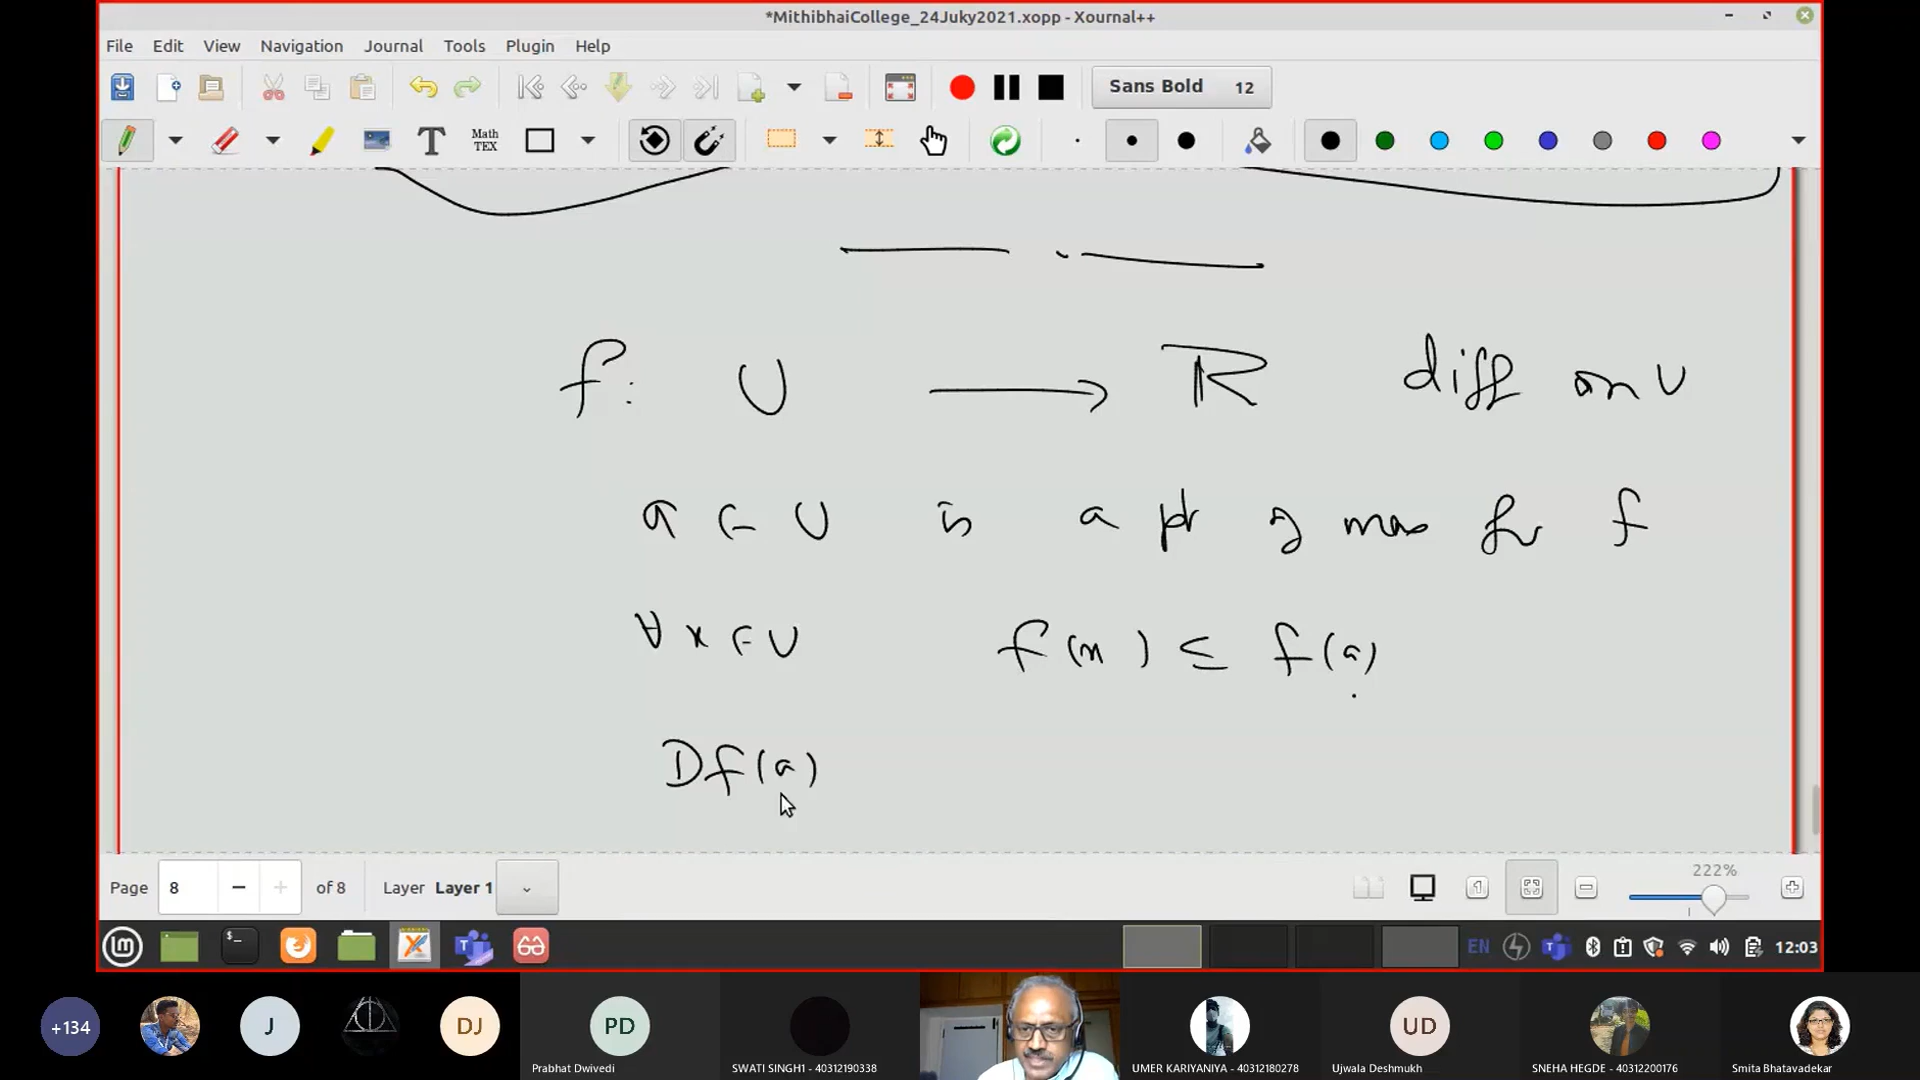 *MithibhaiCollege_24Juky2021.xopp - Xournal++
File Edit View Navigation Journal Tools Plugin Help
Sans Bold 12
T Math TEX
f: U ⟶ ℝ diff on U
a ∈ U is a pt of max for f
∀ x ∈ U f(x) ≤ f(a)
Df(a)
Page 8 of 8 Layer Layer 1 222%
EN 12:03
+134 J DJ PD UD
Prabhat Dwivedi SWATI SINGH1 - 40312190338 UMER KARIYANIYA - 40312180278 Ujwala Deshmukh SNEHA HEGDE - 40312200176 Smita Bhatavadekar